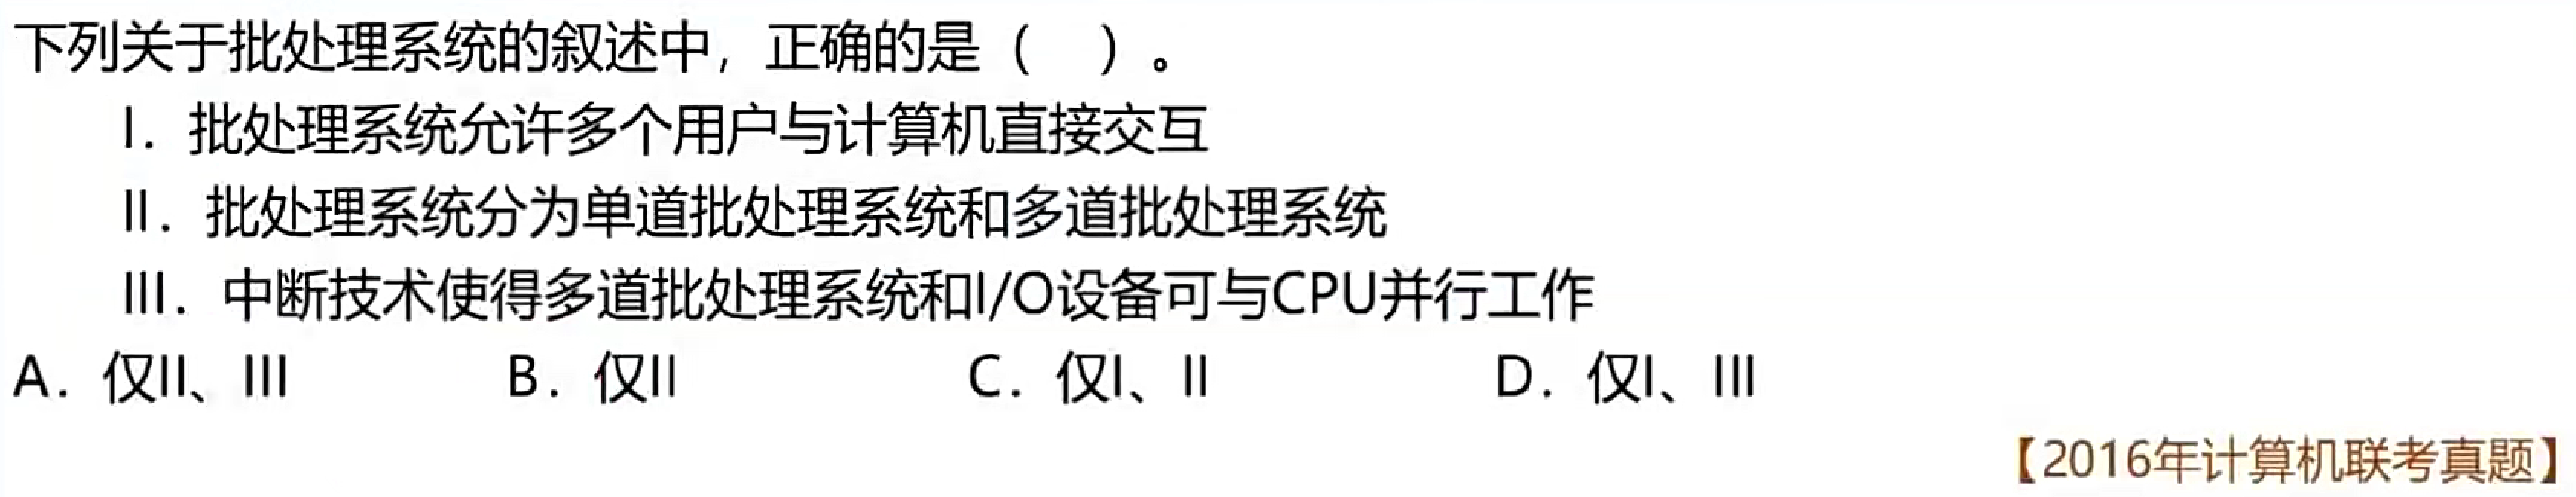 下列关于批处理系统的叙述中，正确的是（ ）。
I. 批处理系统允许多个用户与计算机直接交互
II. 批处理系统分为单道批处理系统和多道批处理系统
III. 中断技术使得多道批处理系统和I/O设备可与CPU并行工作
A. 仅II、III B. 仅II C. 仅I、II D. 仅I、III
【2016年计算机联考真题】